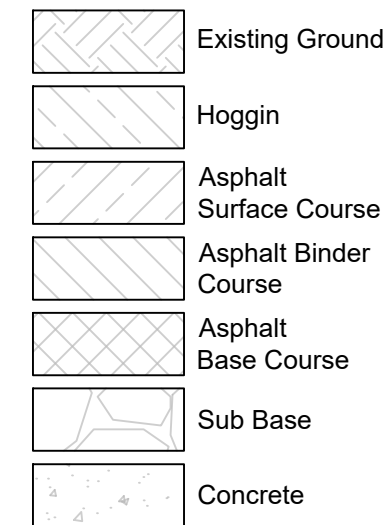 Existing Ground
Hoggin
Asphalt
Surface Course
Asphalt Binder
Course
Asphalt
Base Course
Sub Base
Concrete